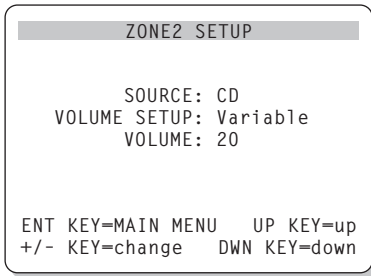 ZONE2 SETUP
SOURCE: CD
VOLUME SETUP: Variable
VOLUME: 20
ENT KEY=MAIN MENU UP KEY=up
+/- KEY=change DWN KEY=down